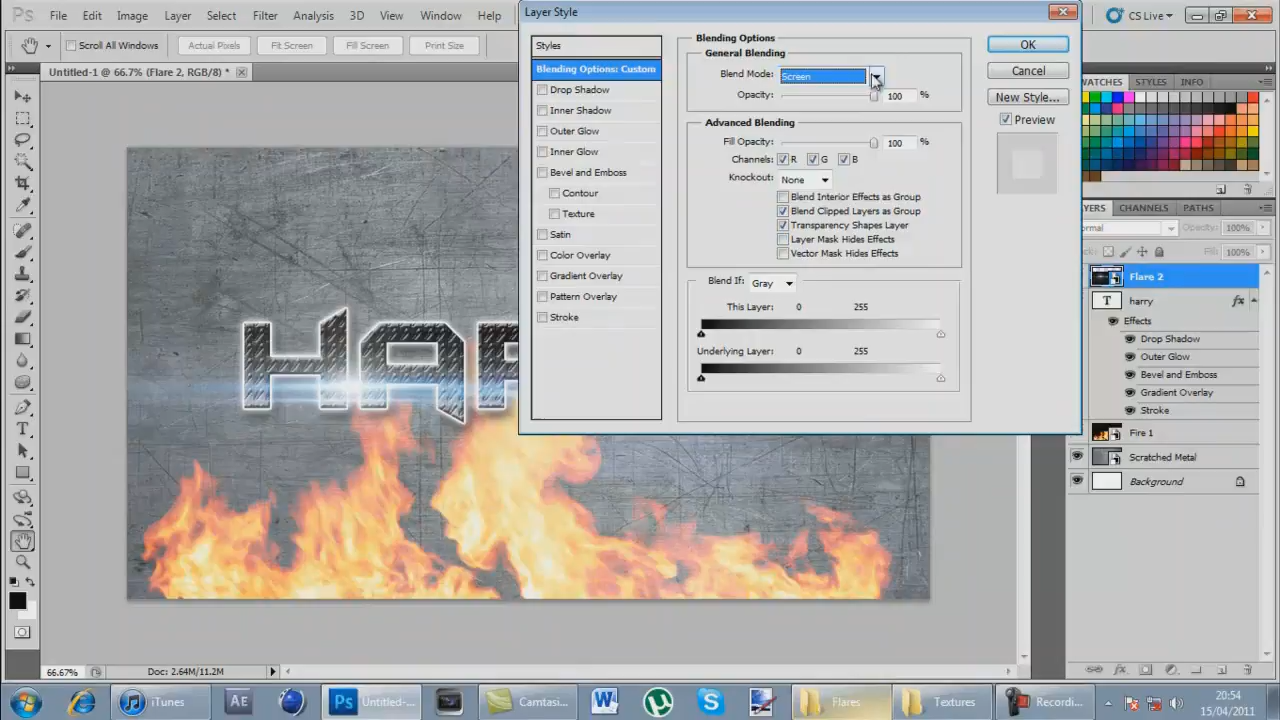 Ps File Edit Image Layer Select Filter Analysis 3D View Window Help
Layer Style
CS Live
Scroll All Windows Actual Pixels Fit Screen Fill Screen Print Size
Untitled-1 @ 66.7% (Flare 2, RGB/8)
Styles
Blending Options: Custom
Drop Shadow
Inner Shadow
Outer Glow
Inner Glow
Bevel and Emboss
Contour
Texture
Satin
Color Overlay
Gradient Overlay
Pattern Overlay
Stroke
Blending Options
General Blending
Blend Mode: Screen
Opacity: 100 %
Advanced Blending
Fill Opacity: 100 %
Channels: R G B
Knockout: None
Blend Interior Effects as Group
Blend Clipped Layers as Group
Transparency Shapes Layer
Layer Mask Hides Effects
Vector Mask Hides Effects
Blend If: Gray
This Layer: 0 255
Underlying Layer: 0 255
OK
Cancel
New Style...
Preview
WATCHES STYLES INFO
YERS CHANNELS PATHS
ormal Opacity: 100%
Fill: 100%
Flare 2
T harry fx
Effects
Drop Shadow
Outer Glow
Bevel and Emboss
Gradient Overlay
Stroke
Fire 1
Scratched Metal
Background
HAR
66.67% Doc: 2.64M/11.2M
iTunes AE Ps Untitled-... Camtasi... W Flares Textures Recordi...
20:54
15/04/2011